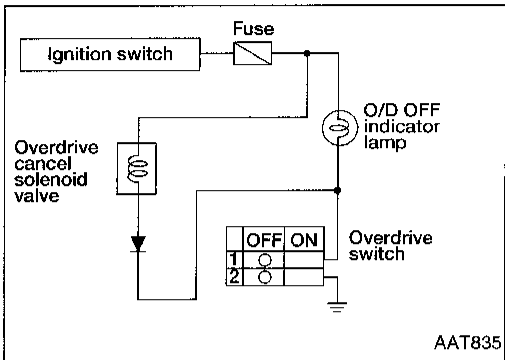 Fuse
Ignition switch
O/D OFF
indicator
lamp
Overdrive
cancel
solenoid
valve
OFF ON
1
2
Overdrive
switch
AAT835